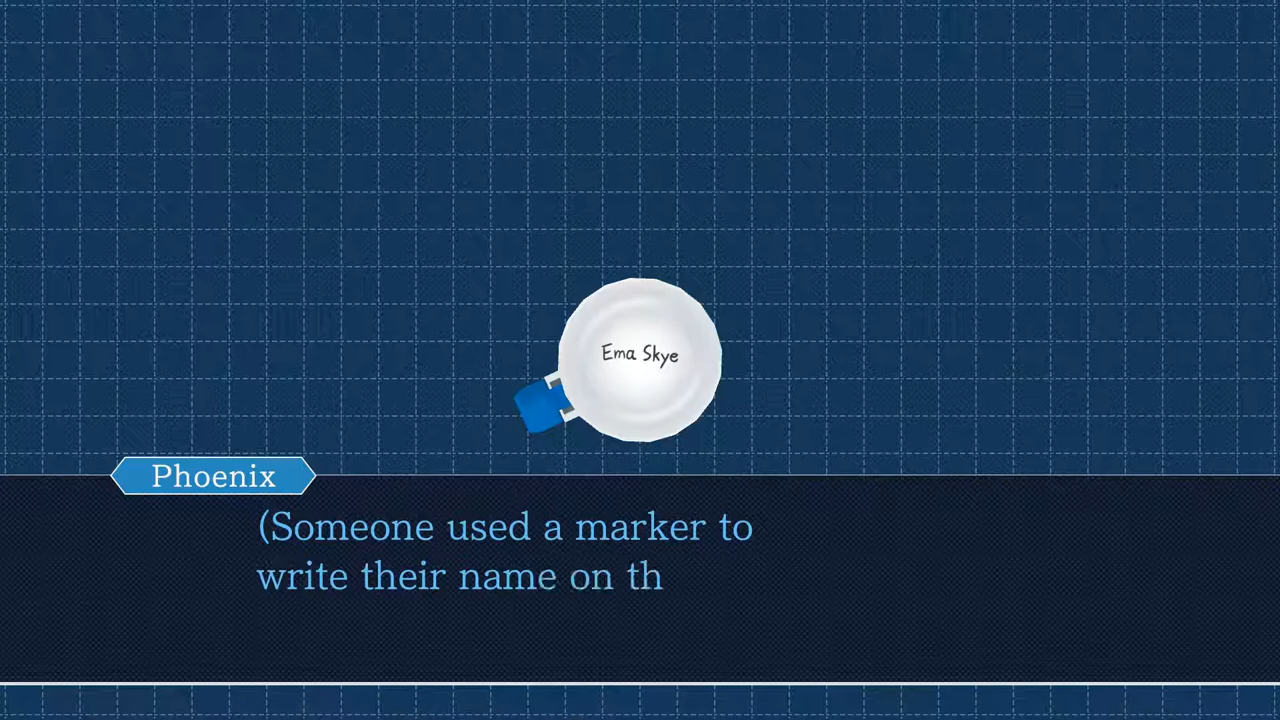 Ema Skye
Phoenix
(Someone used a marker to
write their name on th